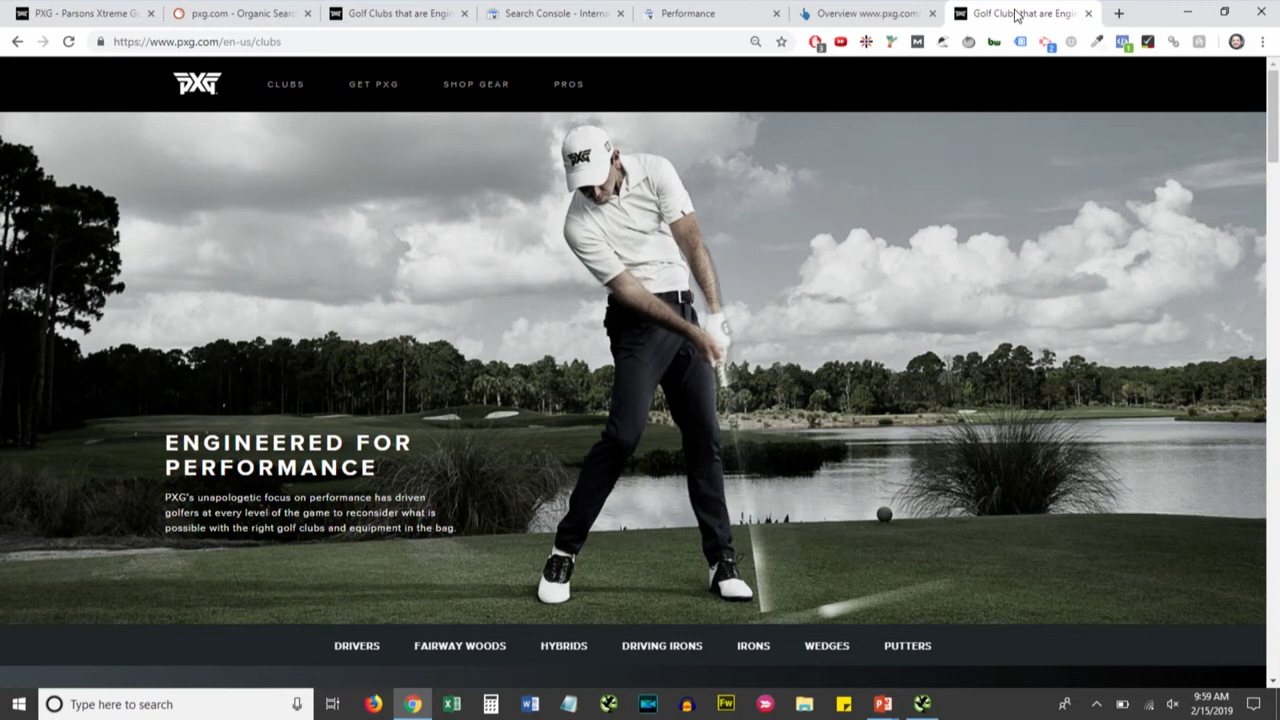 PXG - Parsons Xtreme G
pxg.com - Organic Searc
Golf Clubs that are Engin
Search Console - Interna
Performance
Overview www.pxg.com/
Golf Clubs that are Engin
https://www.pxg.com/en-us/clubs
PXG
CLUBS
GET PXG
SHOP GEAR
PROS
PXG
ENGINEERED FOR
PERFORMANCE
PXG's unapologetic focus on performance has driven
golfers at every level of the game to reconsider what is
possible with the right golf clubs and equipment in the bag.
DRIVERS
FAIRWAY WOODS
HYBRIDS
DRIVING IRONS
IRONS
WEDGES
PUTTERS
Type here to search
9:59 AM
2/15/2019